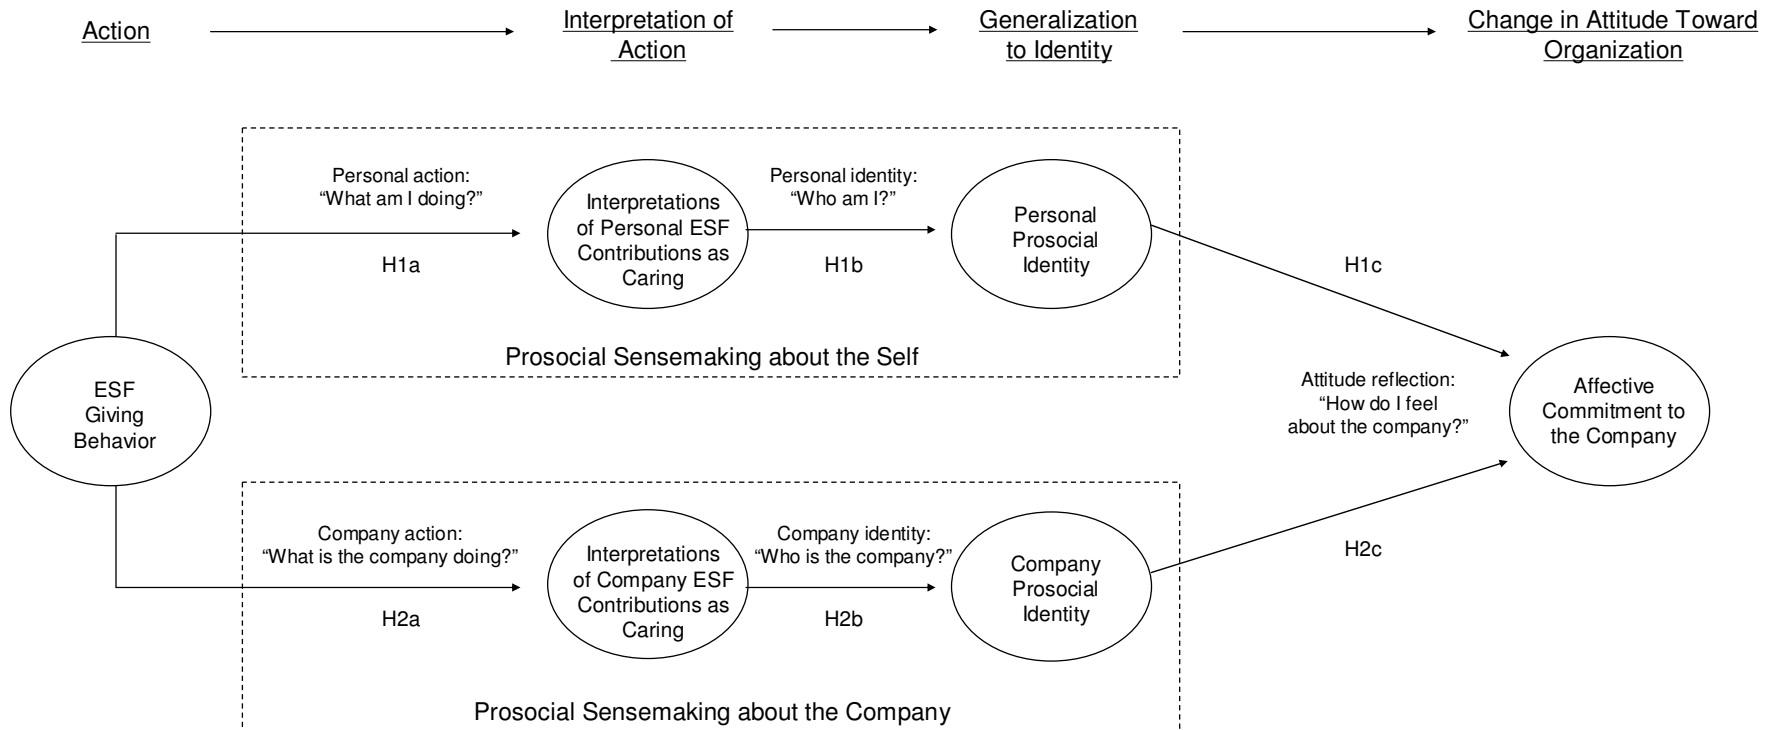 Action
Interpretation of
Action
Generalization
to Identity
Change in Attitude Toward
Organization
Personal action:
“What am I doing?”
H1a
Interpretations
of Personal ESF
Contributions as
Caring
Personal identity:
“Who am I?”
H1b
Personal
Prosocial
Identity
H1c
Prosocial Sensemaking about the Self
ESF
Giving
Behavior
Attitude reflection:
“How do I feel
about the company?”
Affective
Commitment to
the Company
Company action:
“What is the company doing?”
H2a
Interpretations
of Company ESF
Contributions as
Caring
Company identity:
“Who is the company?”
H2b
Company
Prosocial
Identity
H2c
Prosocial Sensemaking about the Company